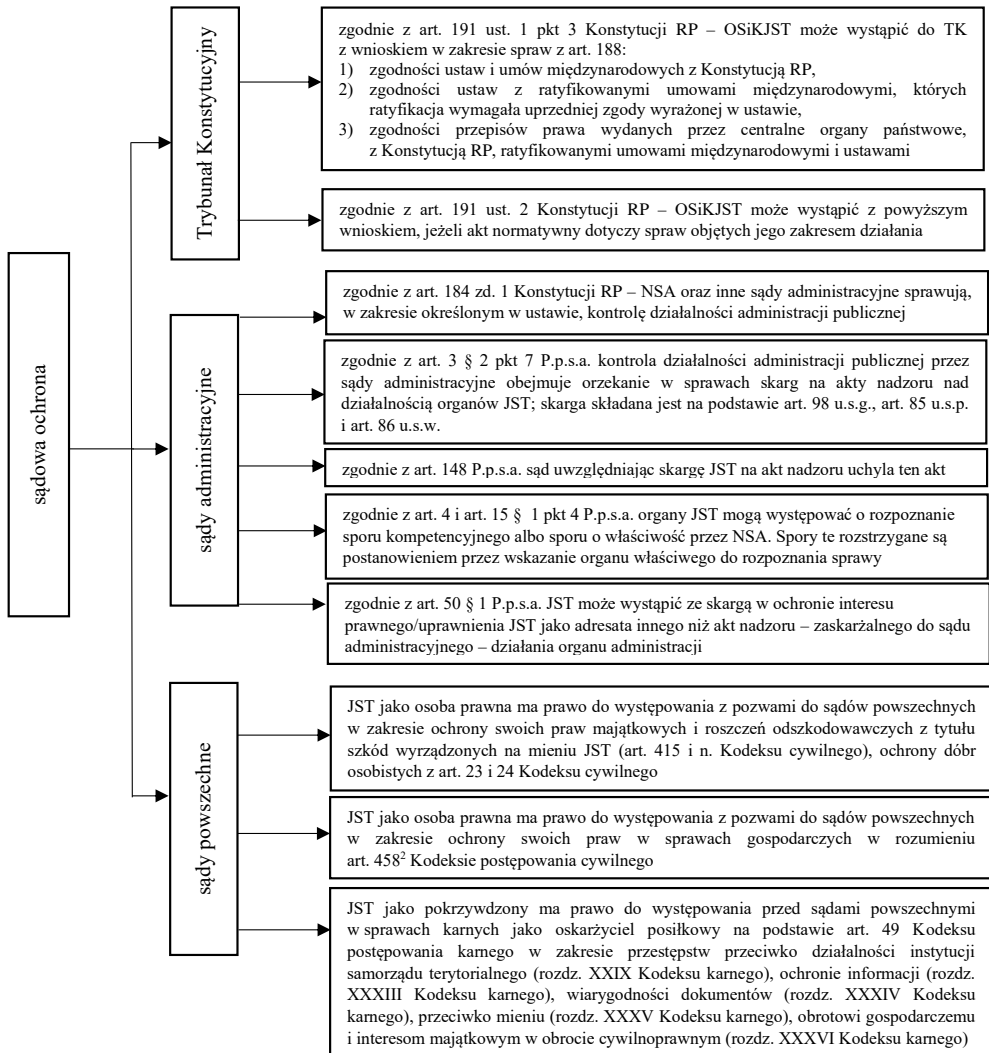 sądowa ochrona
Trybunał Konstytucyjny
zgodnie z art. 191 ust. 1 pkt 3 Konstytucji RP – OSiKJST może wystąpić do TK
z wnioskiem w zakresie spraw z art. 188:
1) zgodności ustaw i umów międzynarodowych z Konstytucją RP,
2) zgodności ustaw z ratyfikowanymi umowami międzynarodowymi, których
ratyfikacja wymagała uprzedniej zgody wyrażonej w ustawie,
3) zgodności przepisów prawa wydanych przez centralne organy państwowe,
z Konstytucją RP, ratyfikowanymi umowami międzynarodowymi i ustawami
zgodnie z art. 191 ust. 2 Konstytucji RP – OSiKJST może wystąpić z powyższym
wnioskiem, jeżeli akt normatywny dotyczy spraw objętych jego zakresem działania
sądy administracyjne
zgodnie z art. 184 zd. 1 Konstytucji RP – NSA oraz inne sądy administracyjne sprawują,
w zakresie określonym w ustawie, kontrolę działalności administracji publicznej
zgodnie z art. 3 § 2 pkt 7 P.p.s.a. kontrola działalności administracji publicznej przez
sądy administracyjne obejmuje orzekanie w sprawach skarg na akty nadzoru nad
działalnością organów JST; skarga składana jest na podstawie art. 98 u.s.g., art. 85 u.s.p.
i art. 86 u.s.w.
zgodnie z art. 148 P.p.s.a. sąd uwzględniając skargę JST na akt nadzoru uchyla ten akt
zgodnie z art. 4 i art. 15 § 1 pkt 4 P.p.s.a. organy JST mogą występować o rozpoznanie
sporu kompetencyjnego albo sporu o właściwość przez NSA. Spory te rozstrzygane są
postanowieniem przez wskazanie organu właściwego do rozpoznania sprawy
zgodnie z art. 50 § 1 P.p.s.a. JST może wystąpić ze skargą w ochronie interesu
prawnego/uprawnienia JST jako adresata innego niż akt nadzoru – zaskarżalnego do sądu
administracyjnego – działania organu administracji
sądy powszechne
JST jako osoba prawna ma prawo do występowania z pozwami do sądów powszechnych
w zakresie ochrony swoich praw majątkowych i roszczeń odszkodowawczych z tytułu
szkód wyrządzonych na mieniu JST (art. 415 i n. Kodeksu cywilnego), ochrony dóbr
osobistych z art. 23 i 24 Kodeksu cywilnego
JST jako osoba prawna ma prawo do występowania z pozwami do sądów powszechnych
w zakresie ochrony swoich praw w sprawach gospodarczych w rozumieniu
art. 458² Kodeksie postępowania cywilnego
JST jako pokrzywdzony ma prawo do występowania przed sądami powszechnymi
w sprawach karnych jako oskarżyciel posiłkowy na podstawie art. 49 Kodeksu
postępowania karnego w zakresie przestępstw przeciwko działalności instytucji
samorządu terytorialnego (rozdz. XXIX Kodeksu karnego), ochronie informacji (rozdz.
XXXIII Kodeksu karnego), wiarygodności dokumentów (rozdz. XXXIV Kodeksu
karnego), przeciwko mieniu (rozdz. XXXV Kodeksu karnego), obrotowi gospodarczemu
i interesom majątkowym w obrocie cywilnoprawnym (rozdz. XXXVI Kodeksu karnego)